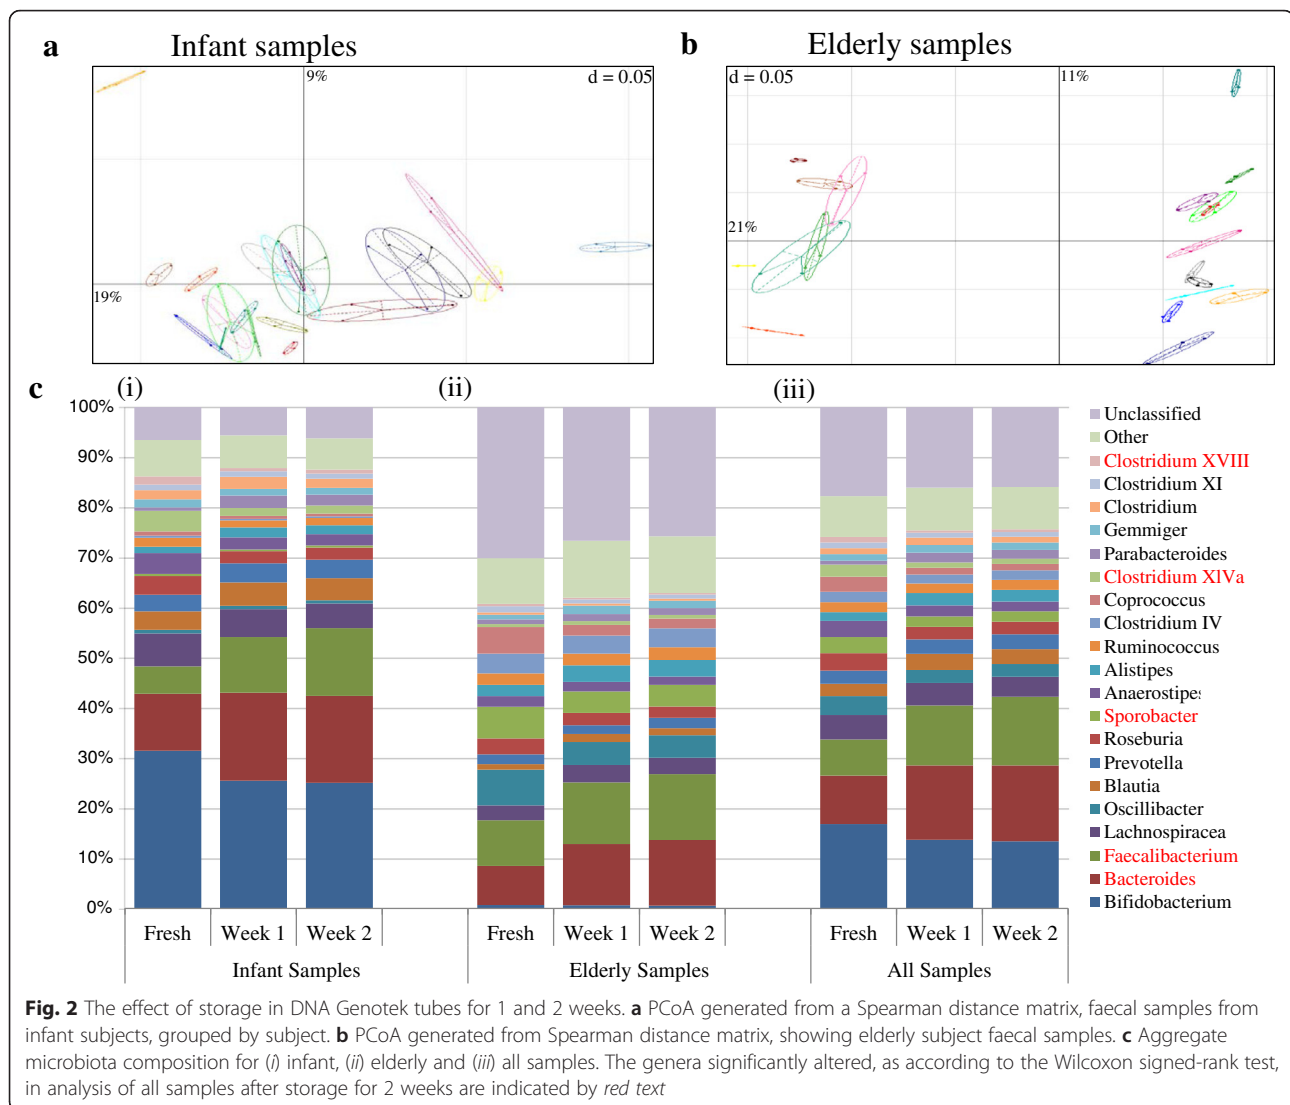 a Infant samples
b Elderly samples
9%
d = 0.05
19%
d = 0.05
11%
21%
c (i) (ii) (iii)
100%
90%
80%
70%
60%
50%
40%
30%
20%
10%
0%
Fresh Week 1 Week 2 Fresh Week 1 Week 2 Fresh Week 1 Week 2
Infant Samples Elderly Samples All Samples
Unclassified
Other
Clostridium XVIII
Clostridium XI
Clostridium
Gemmiger
Parabacteroides
Clostridium XlVa
Coprococcus
Clostridium IV
Ruminococcus
Alistipes
Anaerostipes
Sporobacter
Roseburia
Prevotella
Blautia
Oscillibacter
Lachnospiracea
Faecalibacterium
Bacteroides
Bifidobacterium
Fig. 2 The effect of storage in DNA Genotek tubes for 1 and 2 weeks. a PCoA generated from a Spearman distance matrix, faecal samples from
infant subjects, grouped by subject. b PCoA generated from Spearman distance matrix, showing elderly subject faecal samples. c Aggregate
microbiota composition for (i) infant, (ii) elderly and (iii) all samples. The genera significantly altered, as according to the Wilcoxon signed-rank test,
in analysis of all samples after storage for 2 weeks are indicated by red text